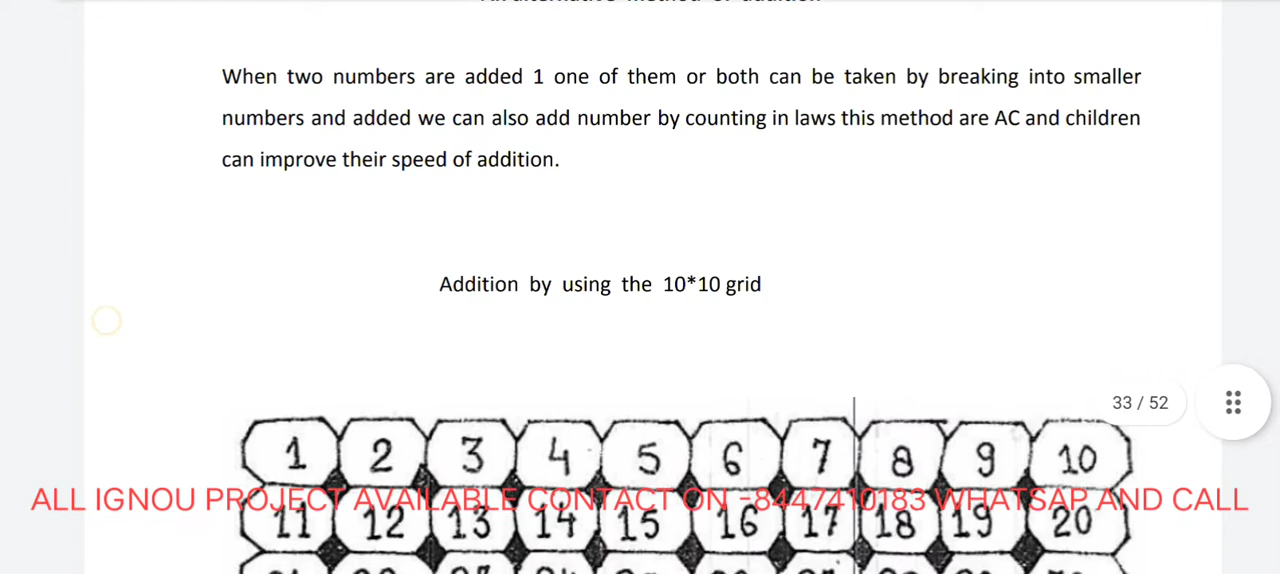 When two numbers are added 1 one of them or both can be taken by breaking into smaller
numbers and added we can also add number by counting in laws this method are AC and children
can improve their speed of addition.
Addition by using the 10*10 grid
33 / 52
1 2 3 4 5 6 7 8 9 10
ALL IGNOU PROJECT AVAILABLE CONTACT ON -8447410183 WHATSAP AND CALL
11 12 13 14 15 16 17 18 19 20